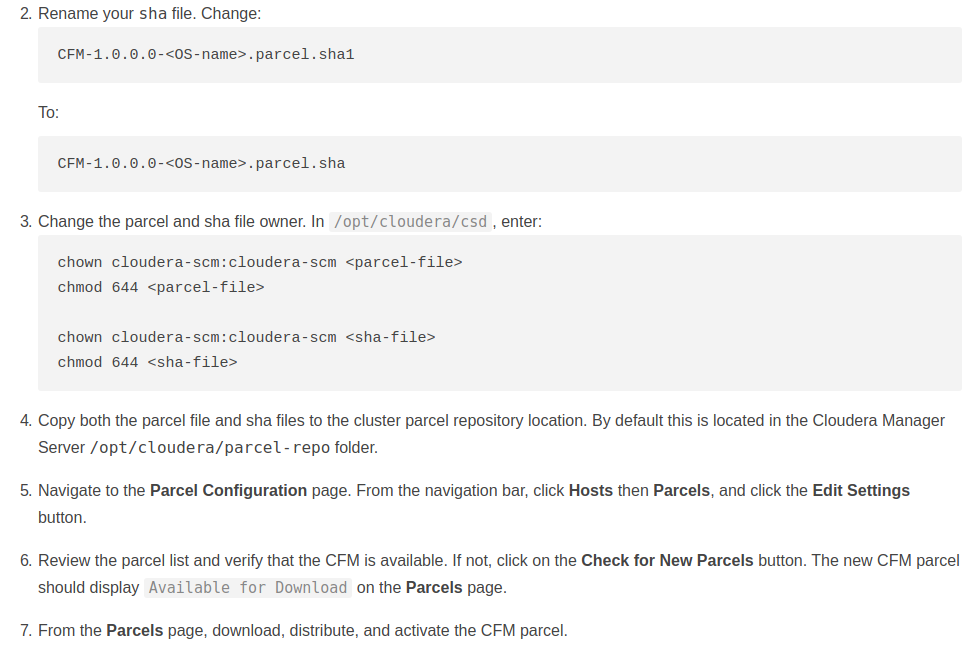 2. Rename your sha file. Change:
CFM-1.0.0.0-<OS-name>.parcel.sha1
To:
CFM-1.0.0.0-<OS-name>.parcel.sha
3. Change the parcel and sha file owner. In /opt/cloudera/csd, enter:
chown cloudera-scm:cloudera-scm <parcel-file>
chmod 644 <parcel-file>
chown cloudera-scm:cloudera-scm <sha-file>
chmod 644 <sha-file>
4. Copy both the parcel file and sha files to the cluster parcel repository location. By default this is located in the Cloudera Manager
Server /opt/cloudera/parcel-repo folder.
5. Navigate to the Parcel Configuration page. From the navigation bar, click Hosts then Parcels, and click the Edit Settings
button.
6. Review the parcel list and verify that the CFM is available. If not, click on the Check for New Parcels button. The new CFM parcel
should display Available for Download on the Parcels page.
7. From the Parcels page, download, distribute, and activate the CFM parcel.